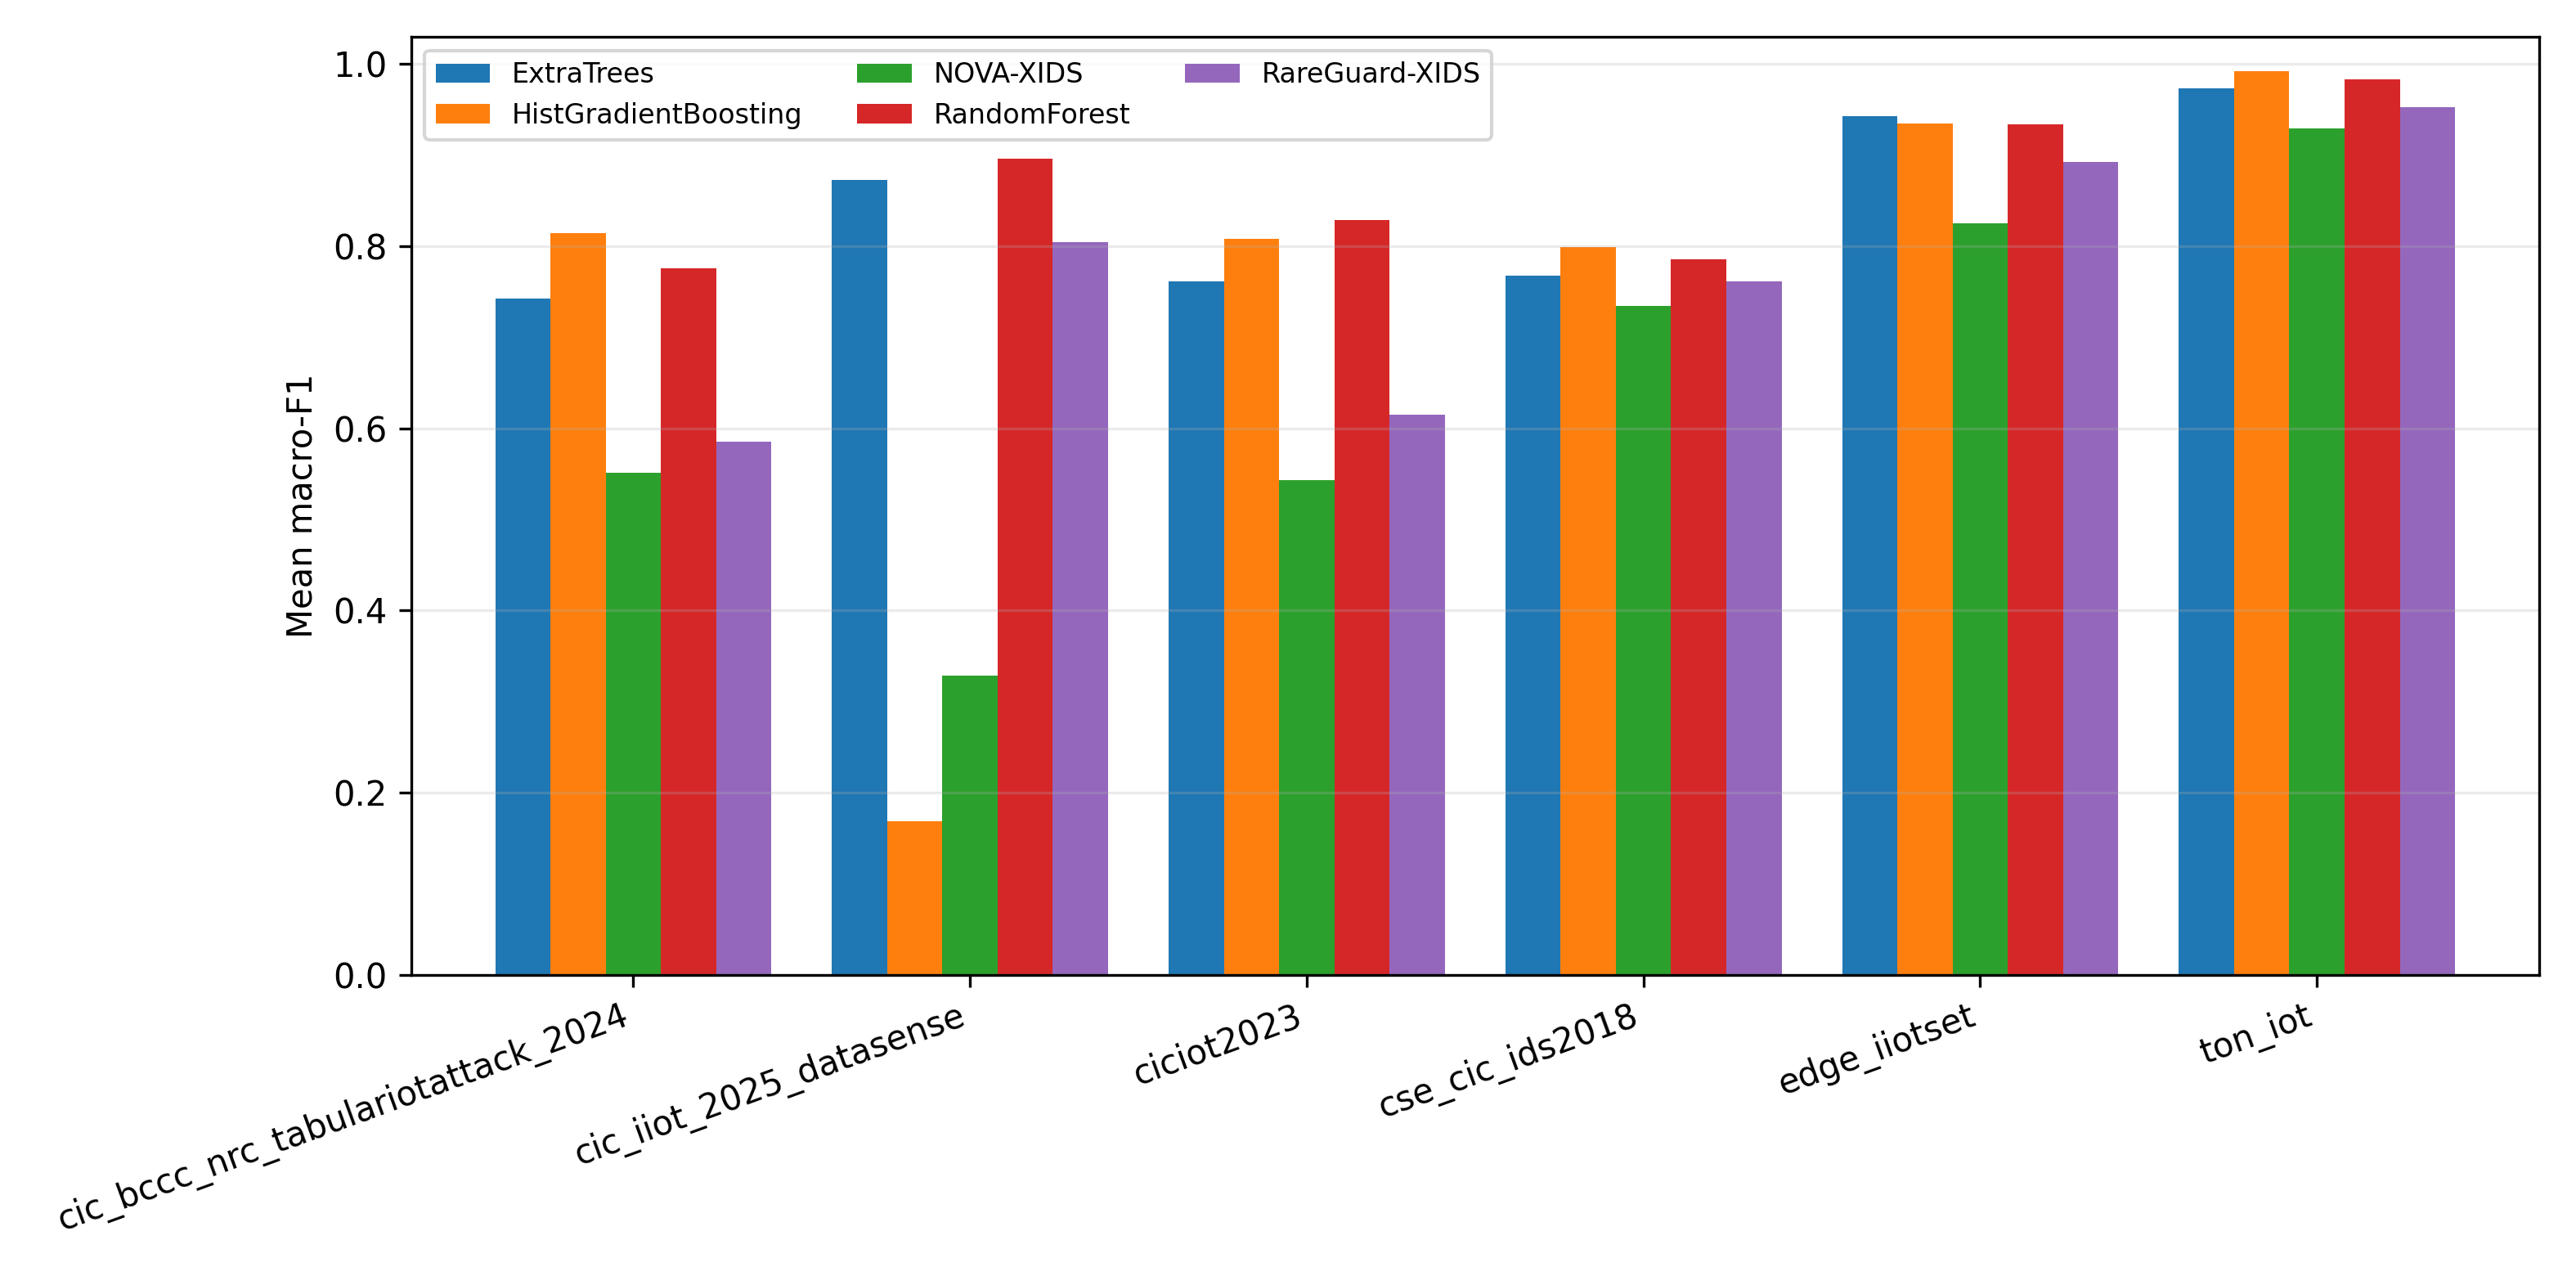 ExtraTrees
HistGradientBoosting
NOVA-XIDS
RandomForest
RareGuard-XIDS
Mean macro-F1
1.0
0.8
0.6
0.4
0.2
0.0
cic_bccc_nrc_tabulariotattack_2024
cic_iiot_2025_datasense
ciciot2023
cse_cic_ids2018
edge_iiotset
ton_iot